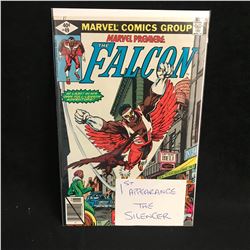 MARVEL COMICS GROUP
MARVEL PREMIERE
THE
FALCON
1ST
APPEARANCE
THE
SILENCER